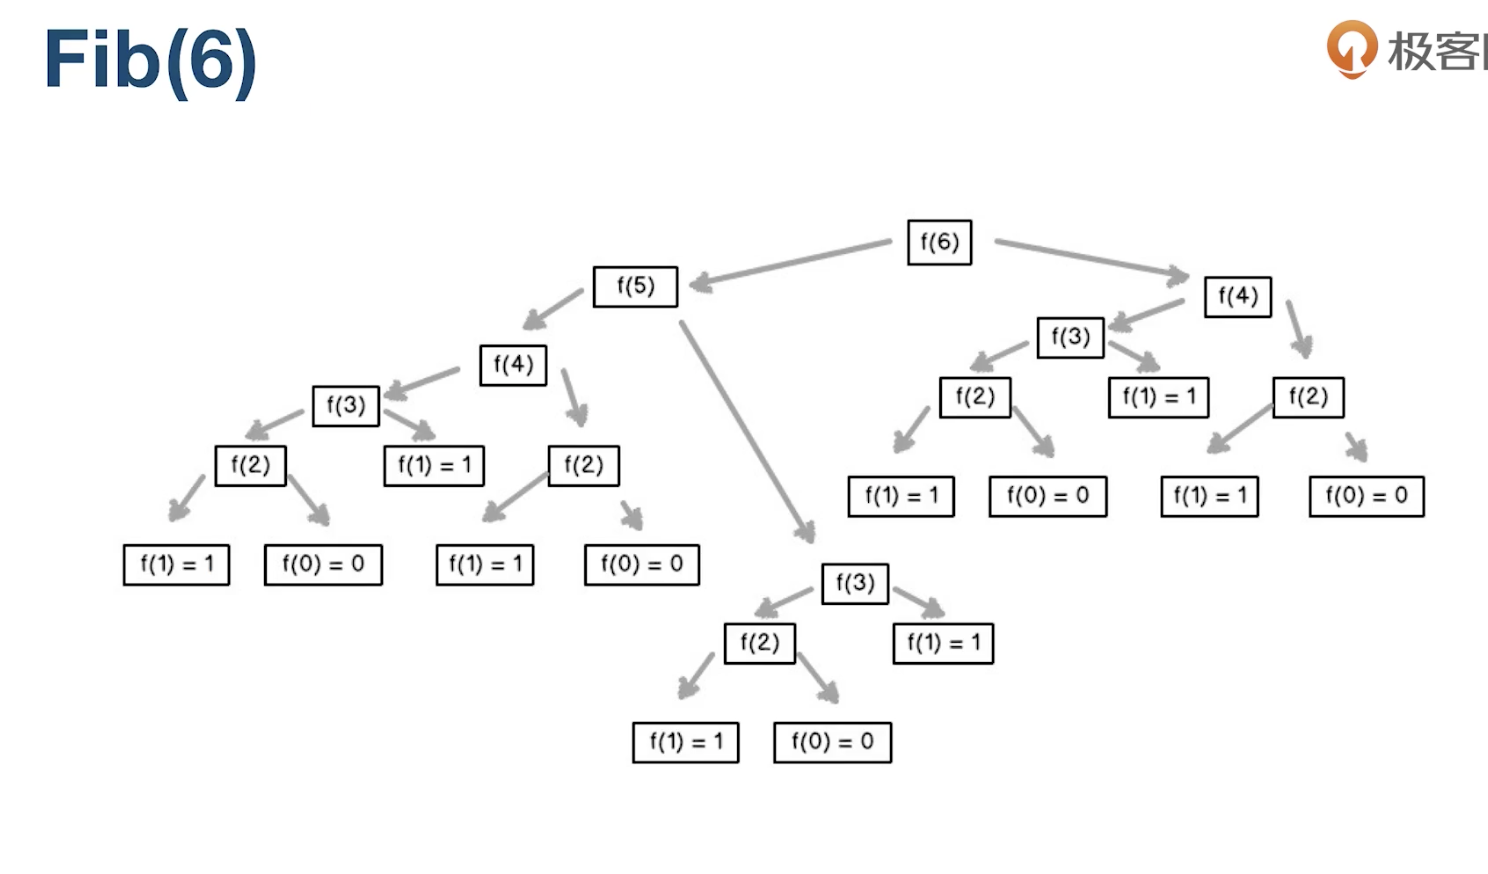 Fib(6)
极客
f(6)
f(5)
f(4)
f(4)
f(3)
f(3)
f(2)
f(1) = 1
f(2)
f(2)
f(1) = 1
f(2)
f(1) = 1
f(0) = 0
f(1) = 1
f(0) = 0
f(1) = 1
f(0) = 0
f(1) = 1
f(0) = 0
f(3)
f(2)
f(1) = 1
f(1) = 1
f(0) = 0